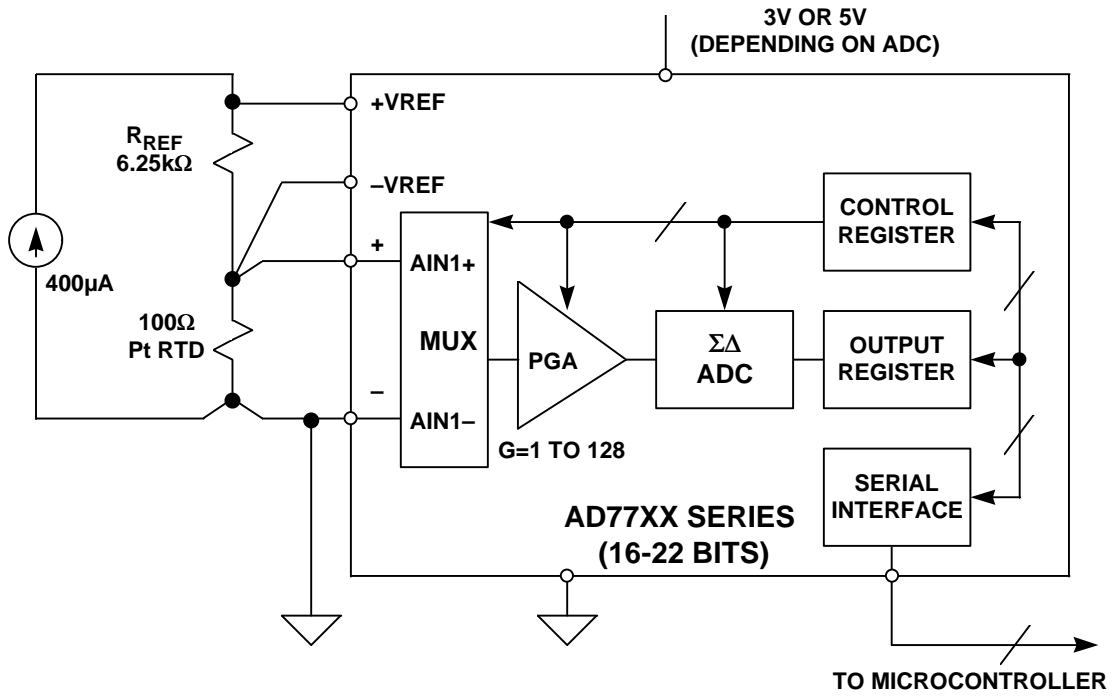 3V OR 5V
(DEPENDING ON ADC)
+VREF
RREF
6.25kΩ
–VREF
400µA
100Ω
Pt RTD
+
–
AIN1+
MUX
AIN1–
PGA
G=1 TO 128
ΣΔ
ADC
CONTROL
REGISTER
OUTPUT
REGISTER
SERIAL
INTERFACE
AD77XX SERIES
(16-22 BITS)
TO MICROCONTROLLER